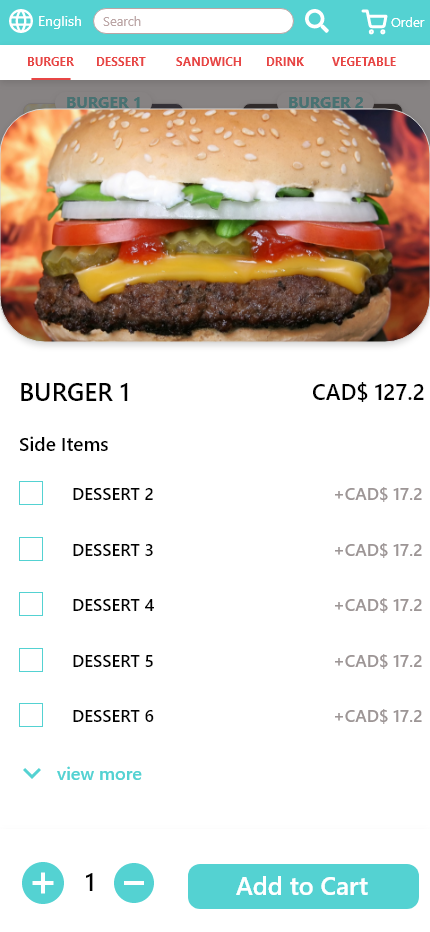 English
Search
Order
BURGER DESSERT SANDWICH DRINK VEGETABLE
BURGER 1 BURGER 2
BURGER 1 CAD$ 127.2
Side Items
DESSERT 2 +CAD$ 17.2
DESSERT 3 +CAD$ 17.2
DESSERT 4 +CAD$ 17.2
DESSERT 5 +CAD$ 17.2
DESSERT 6 +CAD$ 17.2
view more
1
Add to Cart